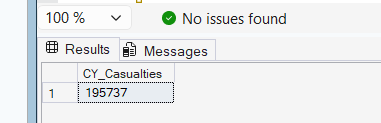 100 %
No issues found
Results
Messages
CY_Casualties
1
195737